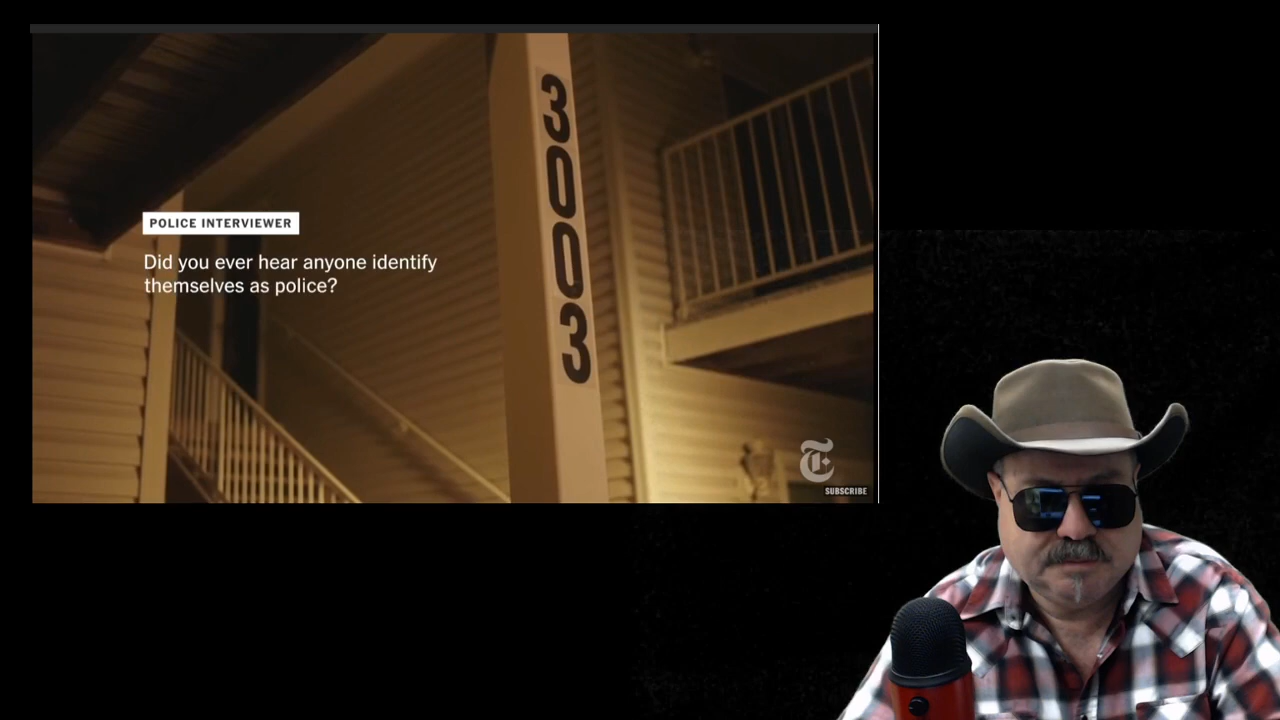 3003
POLICE INTERVIEWER
Did you ever hear anyone identify
themselves as police?
T
SUBSCRIBE